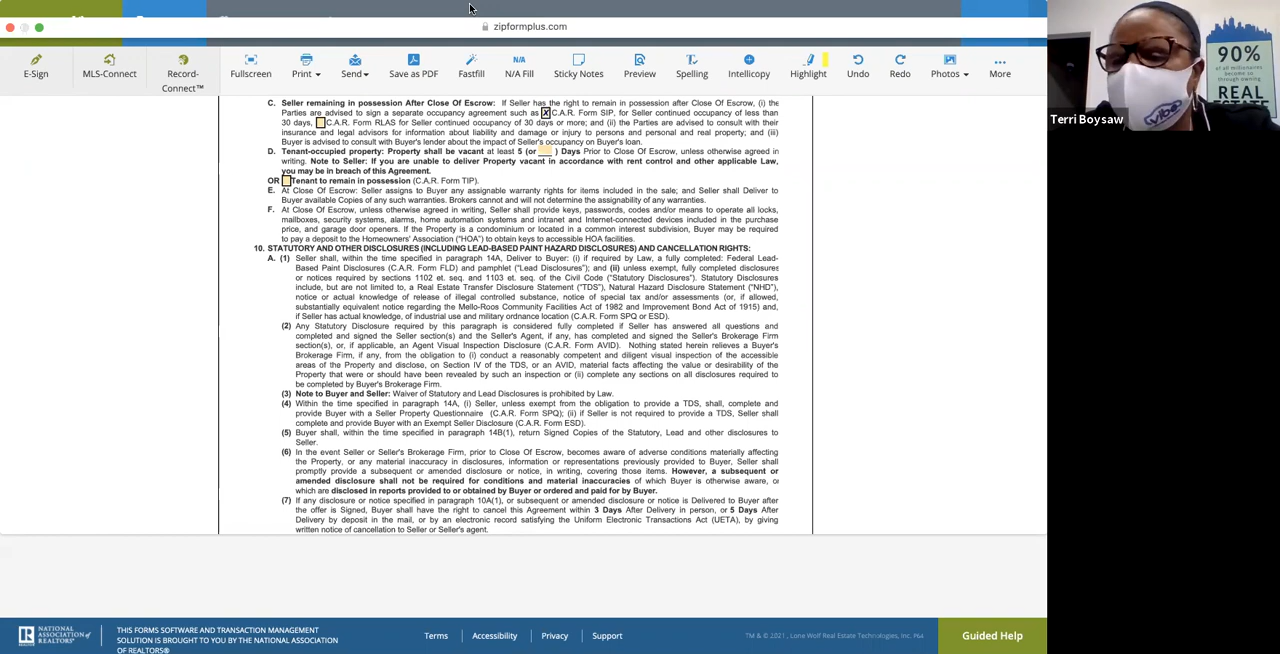 zipformplus.com
E-Sign
MLS-Connect
Record-
Connect™
Fullscreen
Print
Send
Save as PDF
Fastfill
N/A
N/A Fill
Sticky Notes
Preview
Spelling
Intellicopy
Highlight
Undo
Redo
Photos
More
C. Seller remaining in possession After Close Of Escrow: If Seller has the right to remain in possession after Close Of Escrow, (i) the
Parties are advised to sign a separate occupancy agreement such as X C.A.R. Form SIP, for Seller continued occupancy of less than
30 days, C.A.R. Form RLAS for Seller continued occupancy of 30 days or more; and (ii) the Parties are advised to consult with their
insurance and legal advisors for information about liability and damage or injury to persons and personal and real property; and (iii)
Buyer is advised to consult with Buyer's lender about the impact of Seller's occupancy on Buyer's loan.
D. Tenant-occupied property: Property shall be vacant at least 5 (or ) Days Prior to Close Of Escrow, unless otherwise agreed in
writing. Note to Seller: If you are unable to deliver Property vacant in accordance with rent control and other applicable Law,
you may be in breach of this Agreement.
OR Tenant to remain in possession (C.A.R. Form TIP).
E. At Close Of Escrow: Seller assigns to Buyer any assignable warranty rights for items included in the sale; and Seller shall Deliver to
Buyer available Copies of any such warranties. Brokers cannot and will not determine the assignability of any warranties.
F. At Close Of Escrow, unless otherwise agreed in writing, Seller shall provide keys, passwords, codes and/or means to operate all locks,
mailboxes, security systems, alarms, home automation systems and intranet and Internet-connected devices included in the purchase
price, and garage door openers. If the Property is a condominium or located in a common interest subdivision, Buyer may be required
to pay a deposit to the Homeowners' Association ("HOA") to obtain keys to accessible HOA facilities.
10. STATUTORY AND OTHER DISCLOSURES (INCLUDING LEAD-BASED PAINT HAZARD DISCLOSURES) AND CANCELLATION RIGHTS:
A. (1) Seller shall, within the time specified in paragraph 14A, Deliver to Buyer: (i) if required by Law, a fully completed: Federal Lead-
Based Paint Disclosures (C.A.R. Form FLD) and pamphlet ("Lead Disclosures"); and (ii) unless exempt, fully completed disclosures
or notices required by sections 1102 et. seq. and 1103 et. seq. of the Civil Code ("Statutory Disclosures"). Statutory Disclosures
include, but are not limited to, a Real Estate Transfer Disclosure Statement ("TDS"), Natural Hazard Disclosure Statement ("NHD"),
notice or actual knowledge of release of illegal controlled substance, notice of special tax and/or assessments (or, if allowed,
substantially equivalent notice regarding the Mello-Roos Community Facilities Act of 1982 and Improvement Bond Act of 1915) and,
if Seller has actual knowledge, of industrial use and military ordnance location (C.A.R. Form SPQ or ESD).
(2) Any Statutory Disclosure required by this paragraph is considered fully completed if Seller has answered all questions and
completed and signed the Seller section(s) and the Seller's Agent, if any, has completed and signed the Seller's Brokerage Firm
section(s), or, if applicable, an Agent Visual Inspection Disclosure (C.A.R. Form AVID). Nothing stated herein relieves a Buyer's
Brokerage Firm, if any, from the obligation to (i) conduct a reasonably competent and diligent visual inspection of the accessible
areas of the Property and disclose, on Section IV of the TDS, or an AVID, material facts affecting the value or desirability of the
Property that were or should have been revealed by such an inspection or (ii) complete any sections on all disclosures required to
be completed by Buyer's Brokerage Firm.
(3) Note to Buyer and Seller: Waiver of Statutory and Lead Disclosures is prohibited by Law.
(4) Within the time specified in paragraph 14A, (i) Seller, unless exempt from the obligation to provide a TDS, shall, complete and
provide Buyer with a Seller Property Questionnaire (C.A.R. Form SPQ); (ii) if Seller is not required to provide a TDS, Seller shall
complete and provide Buyer with an Exempt Seller Disclosure (C.A.R. Form ESD).
(5) Buyer shall, within the time specified in paragraph 14B(1), return Signed Copies of the Statutory, Lead and other disclosures to
Seller.
(6) In the event Seller or Seller's Brokerage Firm, prior to Close Of Escrow, becomes aware of adverse conditions materially affecting
the Property, or any material inaccuracy in disclosures, information or representations previously provided to Buyer, Seller shall
promptly provide a subsequent or amended disclosure or notice, in writing, covering those items. However, a subsequent or
amended disclosure shall not be required for conditions and material inaccuracies of which Buyer is otherwise aware, or
which are disclosed in reports provided to or obtained by Buyer or ordered and paid for by Buyer.
(7) If any disclosure or notice specified in paragraph 10A(1), or subsequent or amended disclosure or notice is Delivered to Buyer after
the offer is Signed, Buyer shall have the right to cancel this Agreement within 3 Days After Delivery in person, or 5 Days After
Delivery by deposit in the mail, or by an electronic record satisfying the Uniform Electronic Transactions Act (UETA), by giving
written notice of cancellation to Seller or Seller's agent.
NATIONAL
ASSOCIATION of
REALTORS®
THIS FORMS SOFTWARE AND TRANSACTION MANAGEMENT
SOLUTION IS BROUGHT TO YOU BY THE NATIONAL ASSOCIATION
OF REALTORS®
Terms
Accessibility
Privacy
Support
TM & © 2021, Lone Wolf Real Estate Technologies, Inc. P64
Guided Help
90%
of all millionaires
become so
through owning
REAL
ESTATE
Terri Boysaw